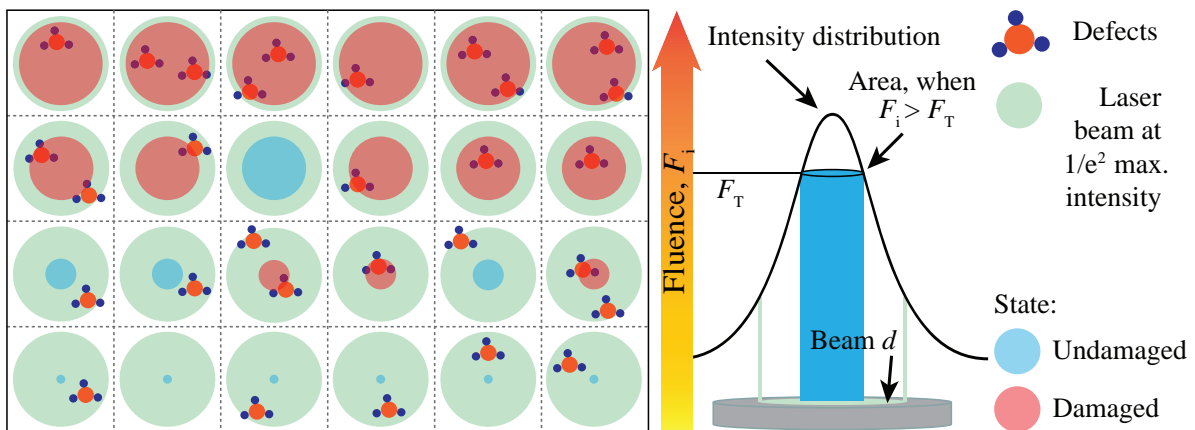 Fluence, F_i
Intensity distribution
Area, when
F_i > F_T
F_T
Beam d
Defects
Laser
beam at
1/e² max.
intensity
State:
Undamaged
Damaged